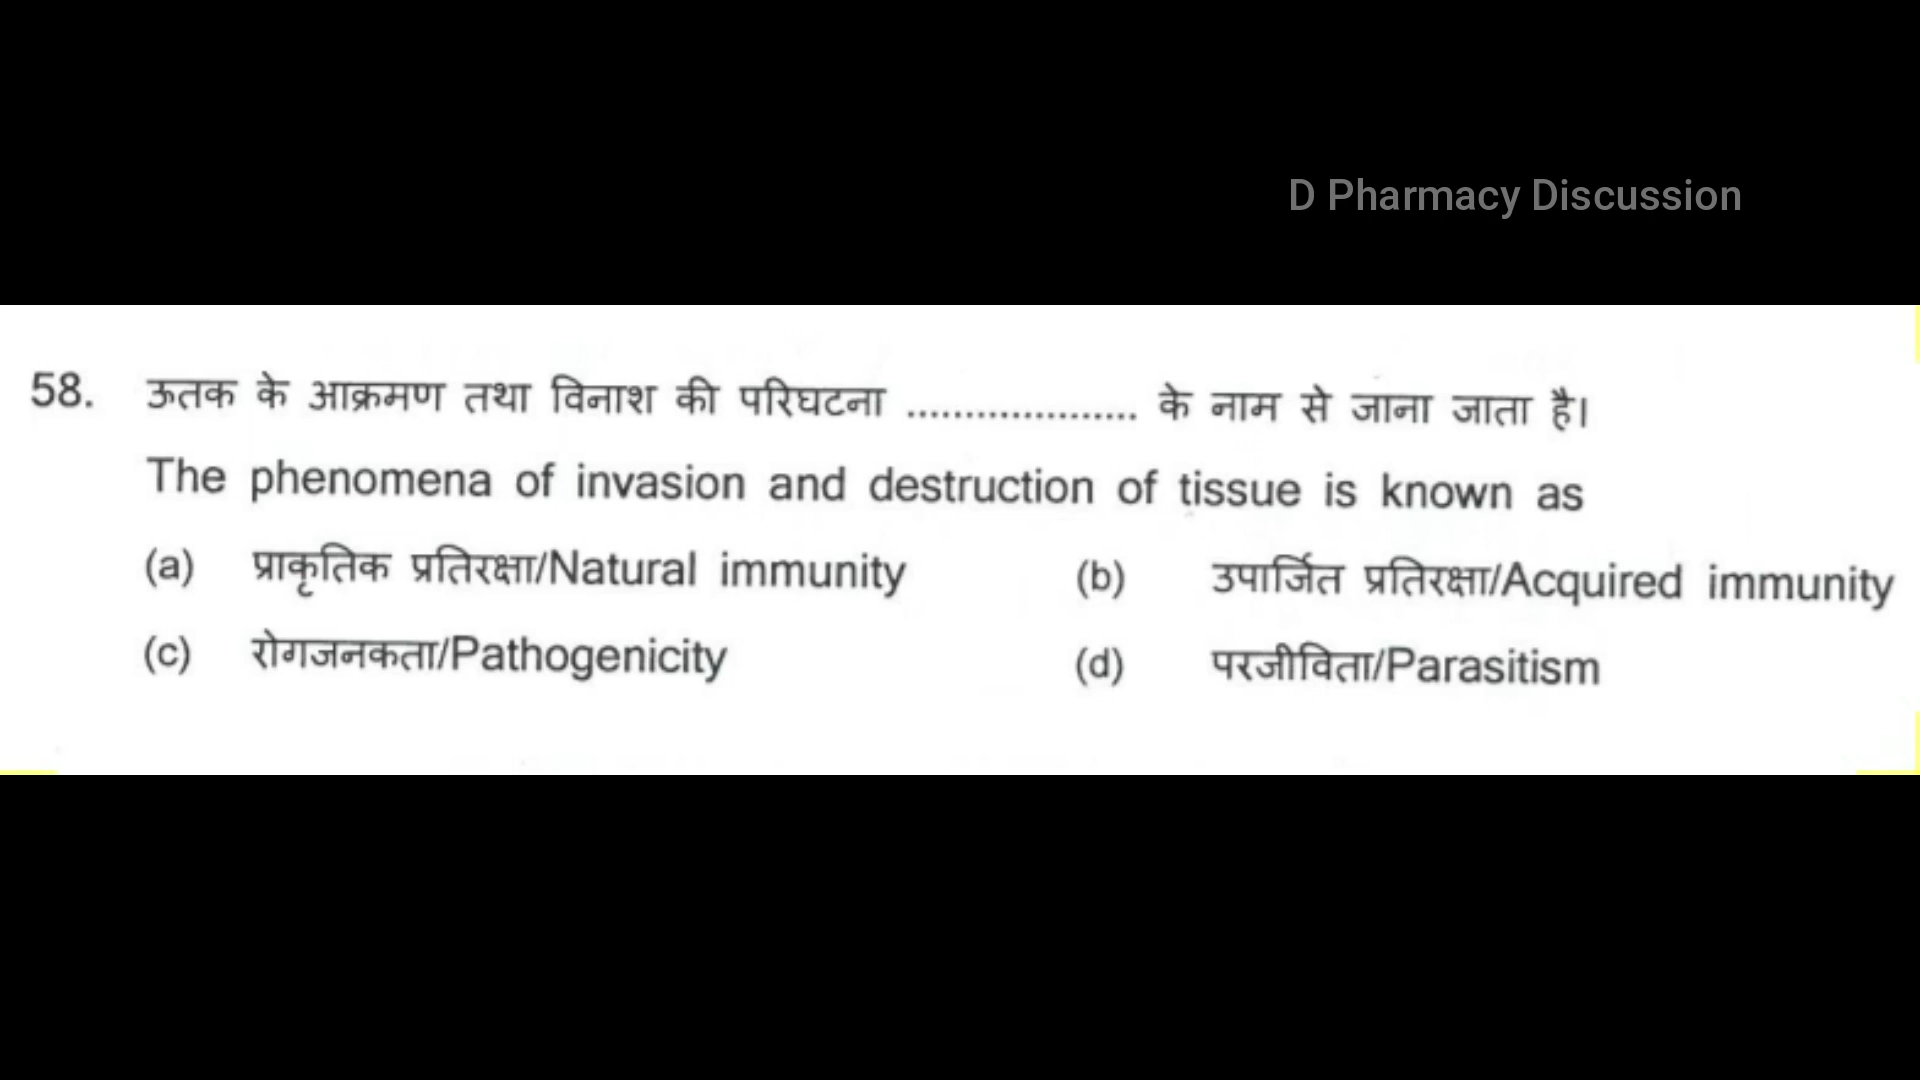 D Pharmacy Discussion
58. ऊतक के आक्रमण तथा विनाश की परिघटना .................... के नाम से जाना जाता है।
The phenomena of invasion and destruction of tissue is known as
(a) प्राकृतिक प्रतिरक्षा/Natural immunity (b) उपार्जित प्रतिरक्षा/Acquired immunity
(c) रोगजनकता/Pathogenicity (d) परजीविता/Parasitism